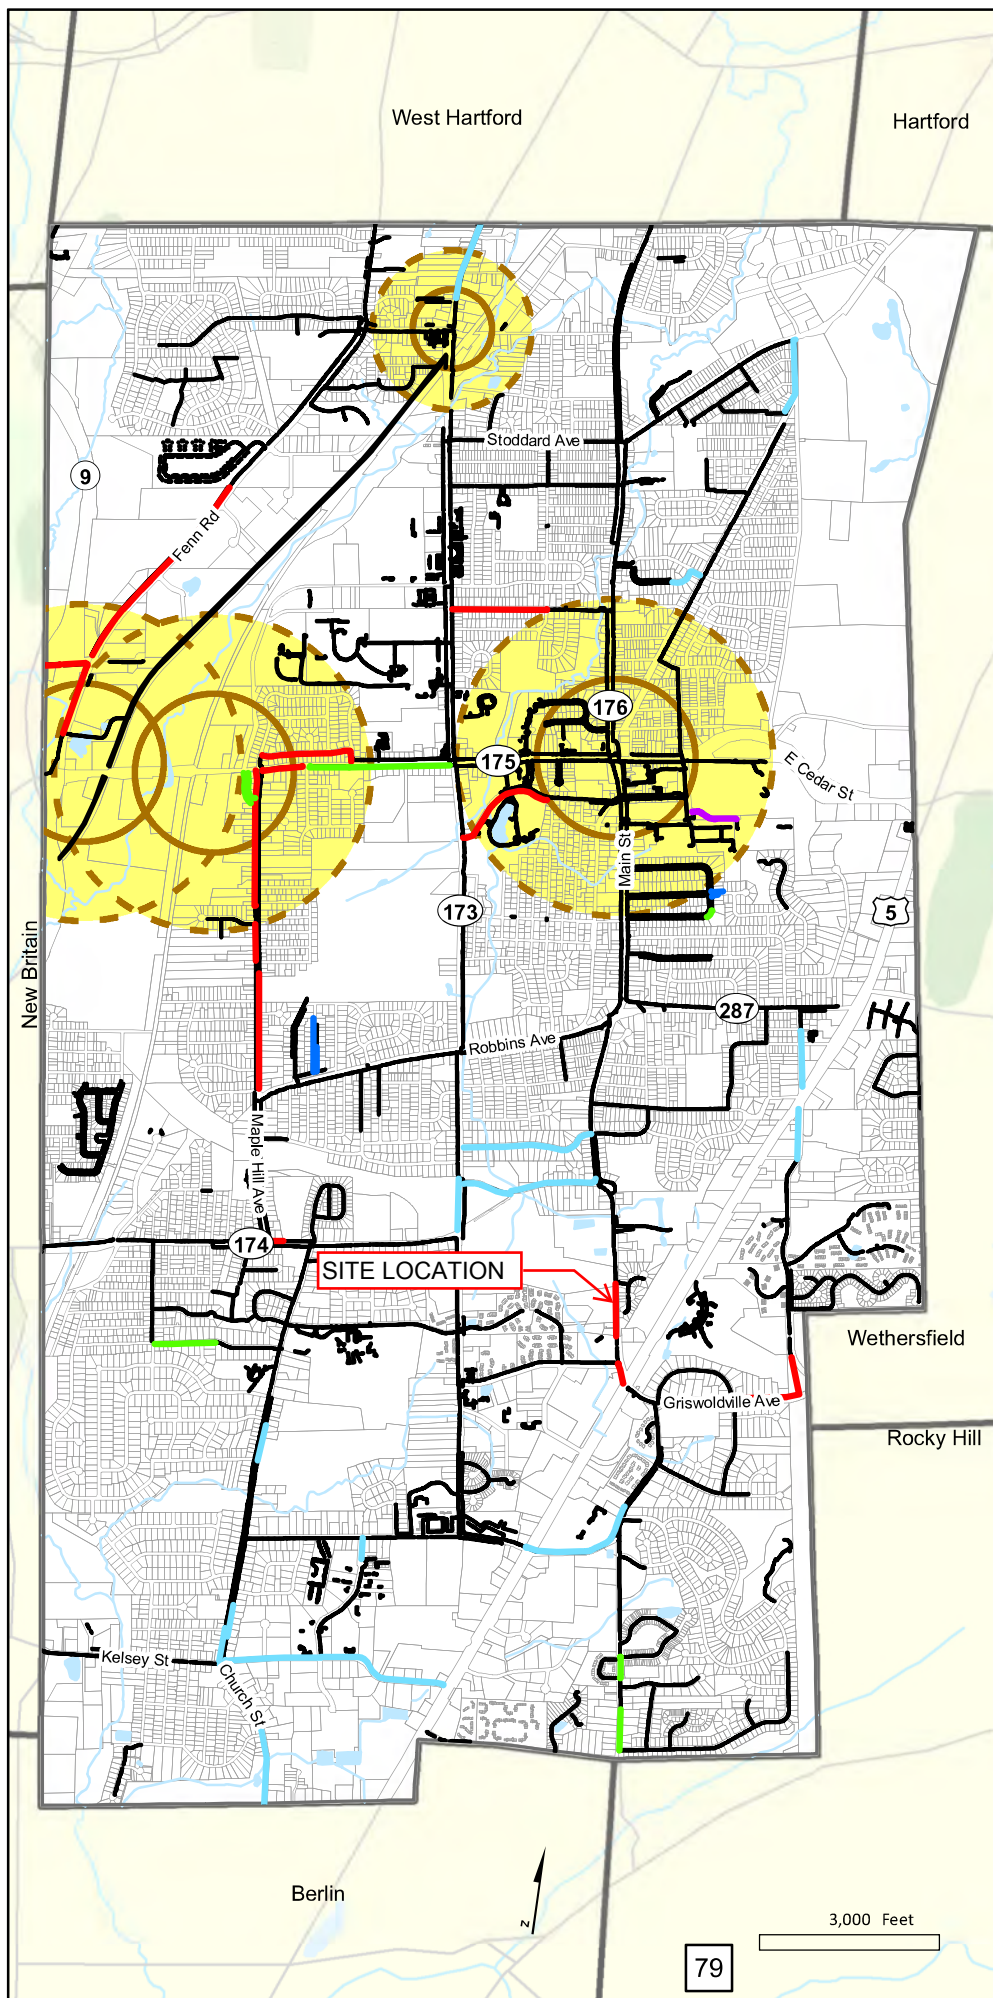 West Hartford
Hartford
Stoddard Ave
9
Fenn Rd
176
175
E Cedar St
Main St
173
5
New Britain
287
Robbins Ave
Maple Hill Ave
174
SITE LOCATION
Wethersfield
Griswoldville Ave
Rocky Hill
Kelsey St
Church St
Berlin
N
3,000 Feet
79